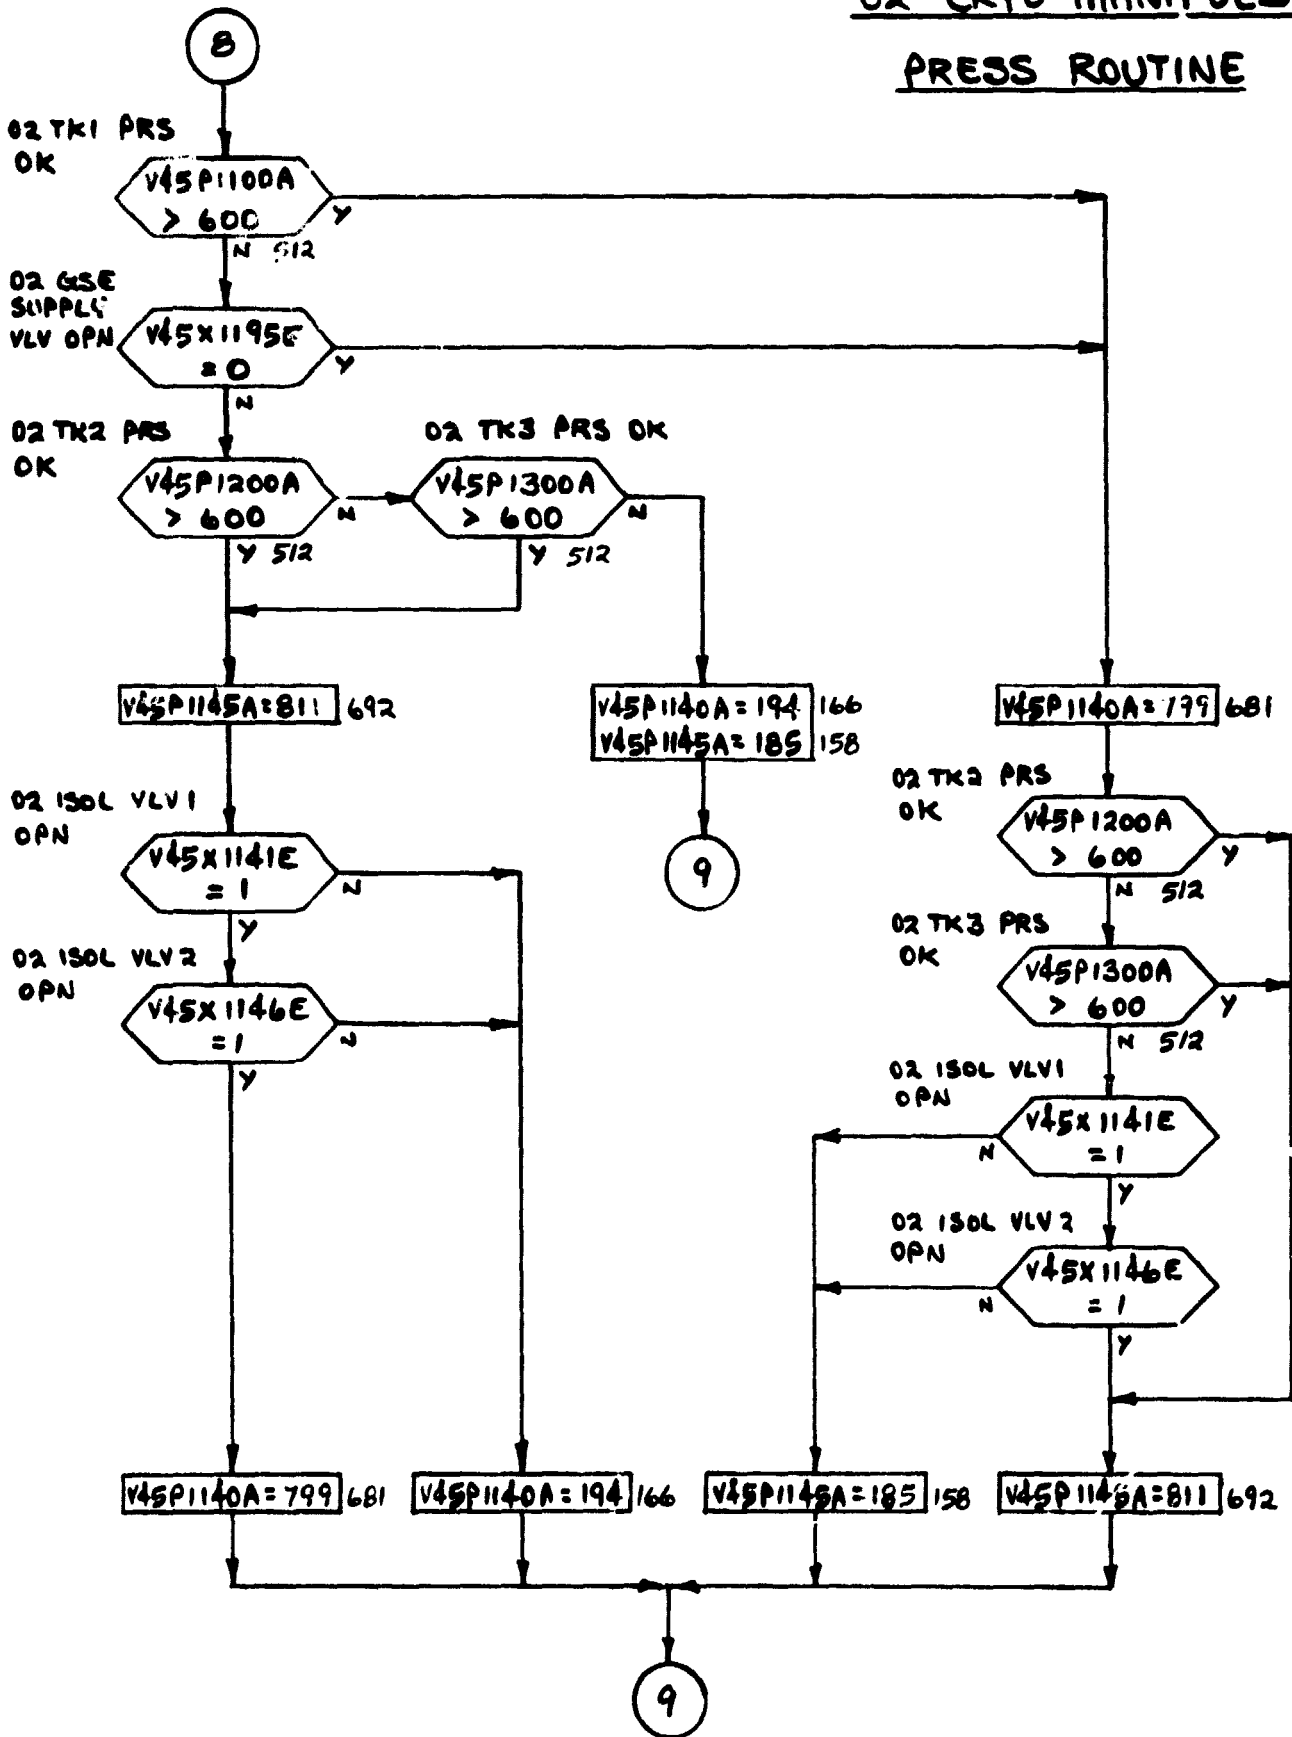 O2 CRYO MANIFOLD
PRESS ROUTINE
8
O2 TK1 PRS
OK
V45P1100A
> 600
Y
N 512
O2 GSE
SUPPLY
VLV OPN
V45X1195E
= 0
Y
N
O2 TK2 PRS
OK
V45P1200A
> 600
N
Y 512
O2 TK3 PRS OK
V45P1300A
> 600
N
Y 512
V45P1145A=811 692
V45P1140A=194 166
V45P1145A=185 158
V45P1140A=799 681
9
O2 ISOL VLV1
OPN
V45X1141E
= 1
N
Y
O2 ISOL VLV2
OPN
V45X1146E
= 1
N
Y
O2 TK2 PRS
OK
V45P1200A
> 600
Y
N 512
O2 TK3 PRS
OK
V45P1300A
> 600
Y
N 512
O2 ISOL VLV1
OPN
V45X1141E
= 1
N
Y
O2 ISOL VLV2
OPN
V45X1146E
= 1
N
Y
V45P1140A=799 681
V45P1140A=194 166
V45P1145A=185 158
V45P1145A=811 692
9